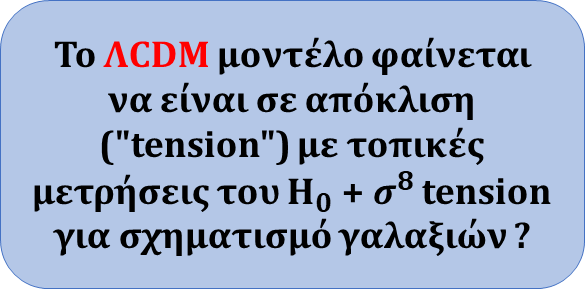 Το ΛCDM μοντέλο φαίνεται
να είναι σε απόκλιση
("tension") με τοπικές
μετρήσεις του H₀ + σ⁸ tension
για σχηματισμό γαλαξιών ?